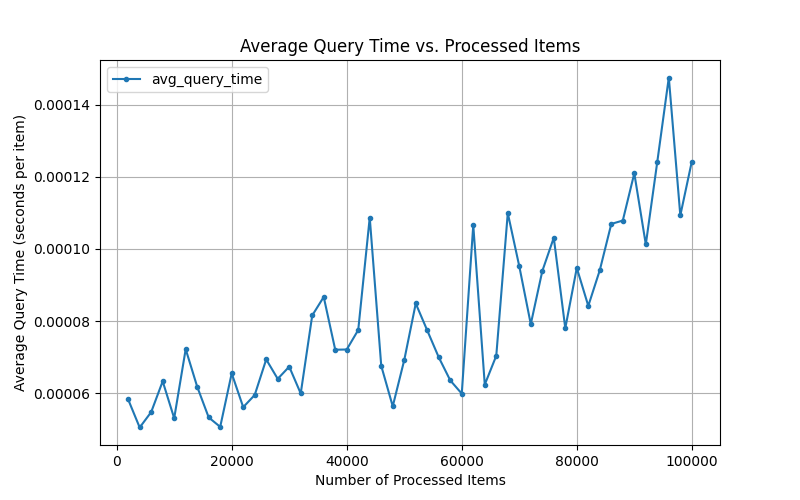 Average Query Time vs. Processed Items
avg_query_time
Average Query Time (seconds per item)
0.00014
0.00012
0.00010
0.00008
0.00006
0 20000 40000 60000 80000 100000
Number of Processed Items